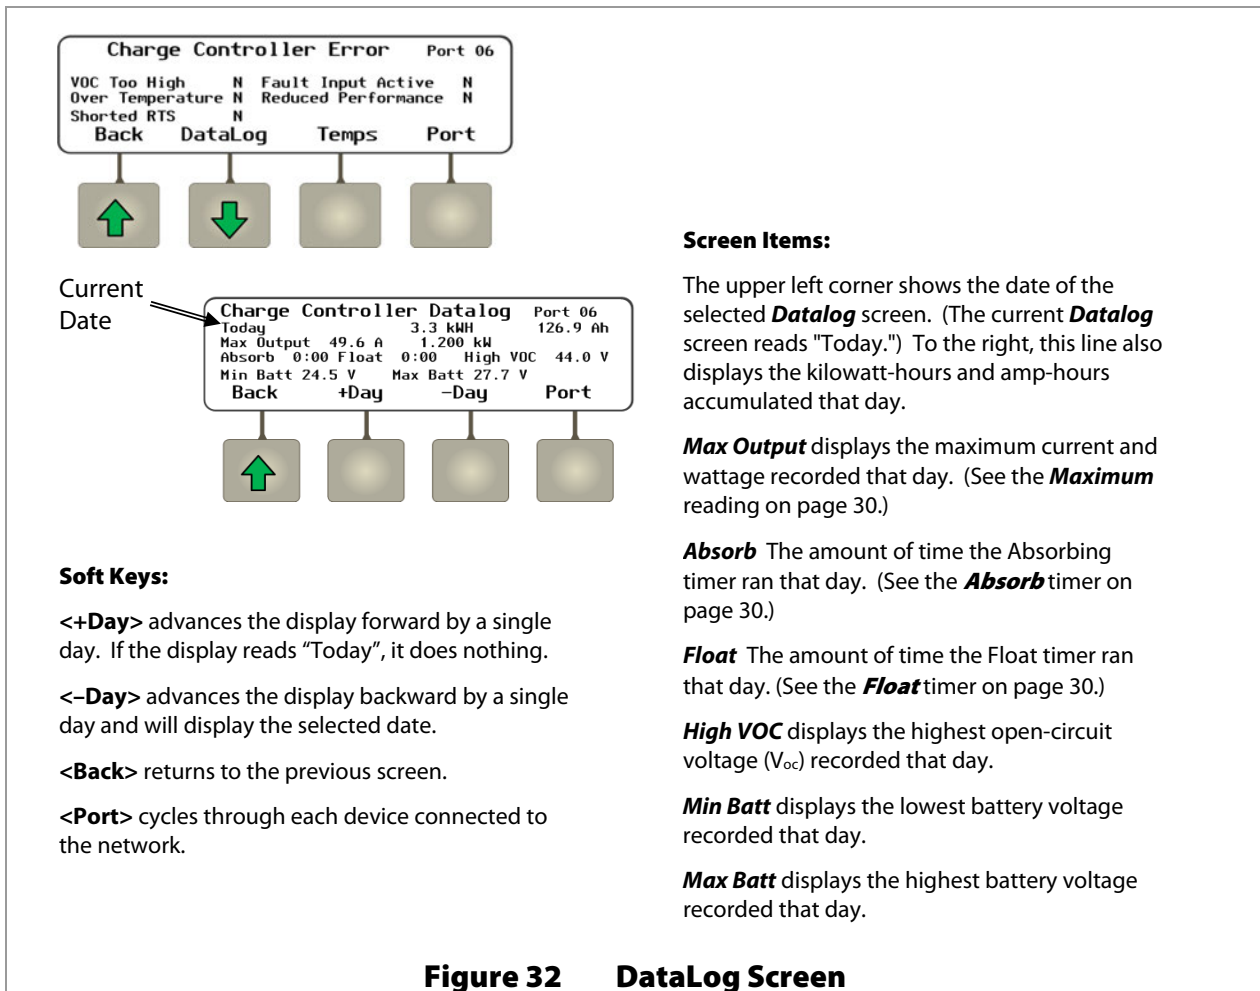 Charge Controller Error Port 06
VOC Too High N Fault Input Active N
Over Temperature N Reduced Performance N
Shorted RTS N
Back DataLog Temps Port
Current
Date
Charge Controller Datalog Port 06
Today 3.3 kWH 126.9 Ah
Max Output 49.6 A 1.200 kW
Absorb 0:00 Float 0:00 High VOC 44.0 V
Min Batt 24.5 V Max Batt 27.7 V
Back +Day −Day Port
Soft Keys:
<+Day> advances the display forward by a single
day. If the display reads “Today”, it does nothing.
<–Day> advances the display backward by a single
day and will display the selected date.
<Back> returns to the previous screen.
<Port> cycles through each device connected to
the network.
Screen Items:
The upper left corner shows the date of the
selected Datalog screen. (The current Datalog
screen reads "Today.") To the right, this line also
displays the kilowatt-hours and amp-hours
accumulated that day.
Max Output displays the maximum current and
wattage recorded that day. (See the Maximum
reading on page 30.)
Absorb The amount of time the Absorbing
timer ran that day. (See the Absorb timer on
page 30.)
Float The amount of time the Float timer ran
that day. (See the Float timer on page 30.)
High VOC displays the highest open-circuit
voltage (Voc) recorded that day.
Min Batt displays the lowest battery voltage
recorded that day.
Max Batt displays the highest battery voltage
recorded that day.
Figure 32 DataLog Screen